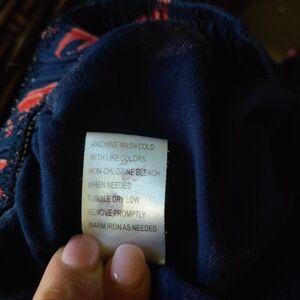 MACHINE WASH COLD
WITH LIKE COLORS
NON-CHLORINE BLEACH
WHEN NEEDED
TUMBLE DRY LOW
REMOVE PROMPTLY
WARM IRON AS NEEDED